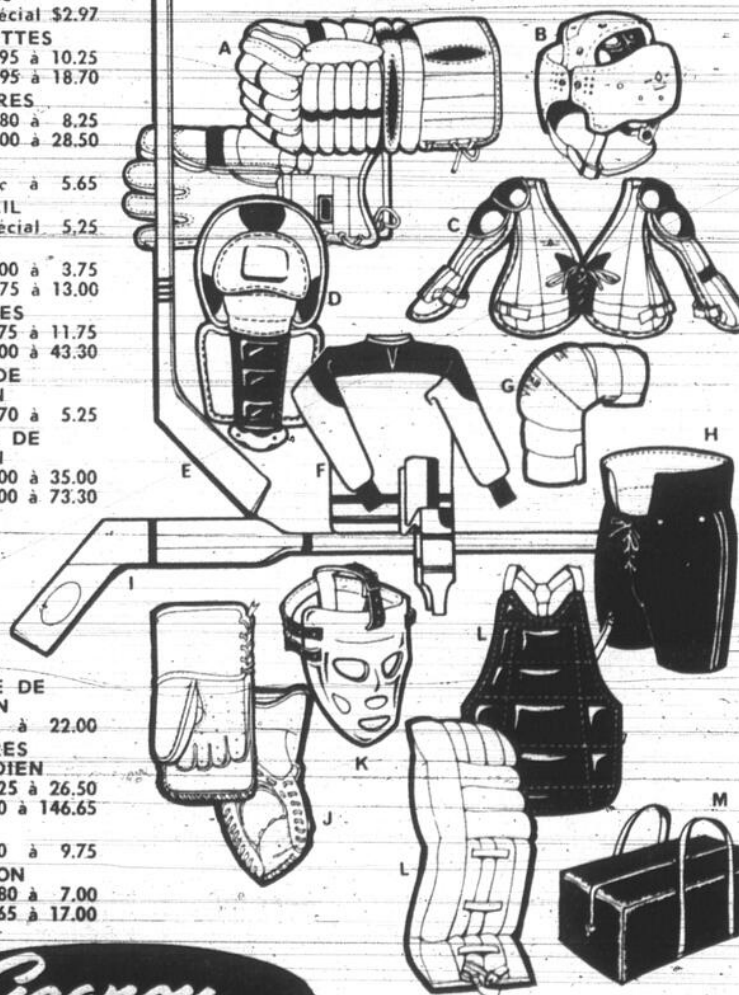 écial $2.97
TTES
95 à 10.25
95 à 18.70
RES
80 à 8.25
00 à 28.50
c à 5.65
IL
écial 5,25
00 à 3.75
75 à 13.00
ES
75 à 11.75
00 à 43.30
DE
N
70 à 5.25
DE
N
00 à 35.00
00 à 73.30
E DE
N
à 22.00
RES
DIEN
25 à 26.50
0 à 146.65
0 à 9.75
ON
80 à 7.00
65 à 17.00
A
B
C
D
E
F
G
H
I
J
K
L
L
M